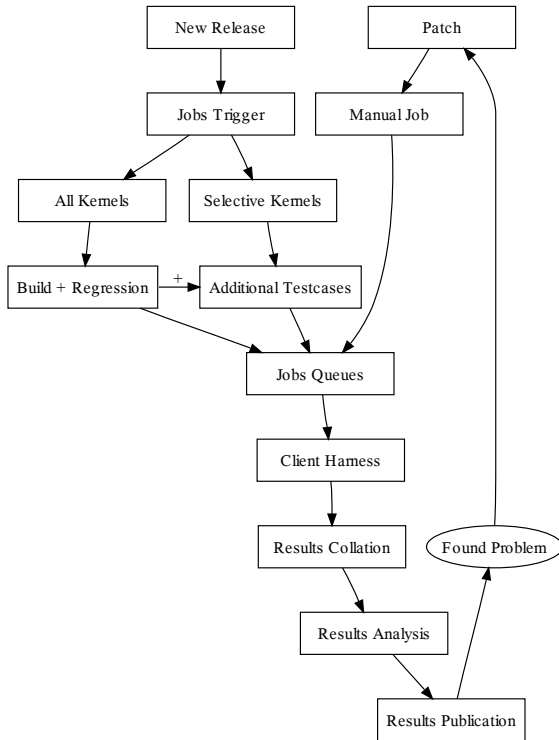 New Release
Patch
Jobs Trigger
Manual Job
All Kernels
Selective Kernels
Build + Regression
+
Additional Testcases
Jobs Queues
Client Harness
Results Collation
Found Problem
Results Analysis
Results Publication